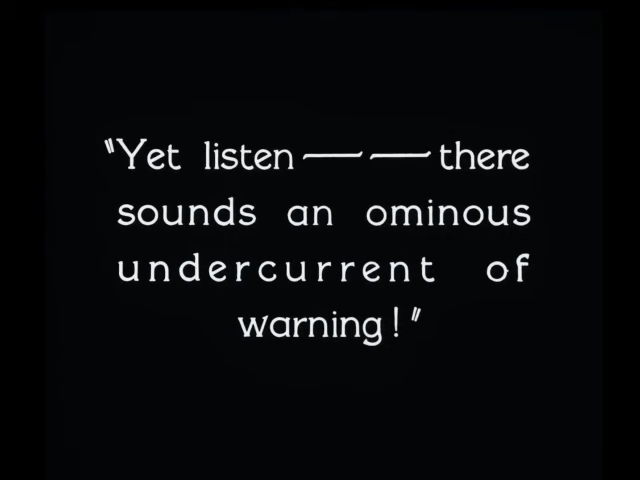 "Yet listen — — there
sounds an ominous
undercurrent of
warning!"